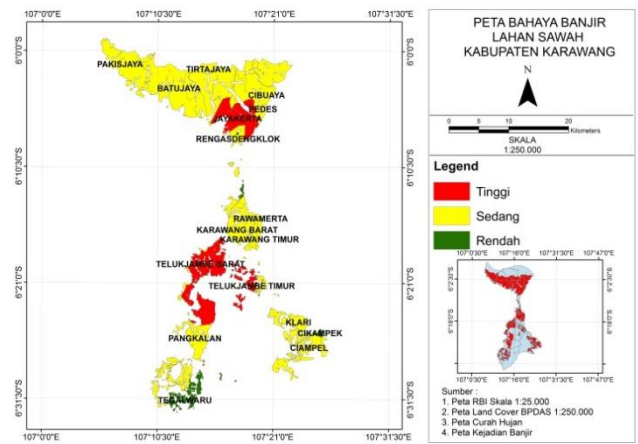 107°0'0"E 107°10'30"E 107°21'0"E 107°31'30"E
6°0'0"S 6°0'0"S
PAKISJAYA
TIRTAJAYA
BATUJAYA
CIBUAYA
PEDES
JAYAKERTA
RENGASDENGKLOK
6°10'30"S 6°10'30"S
RAWAMERTA
KARAWANG BARAT
KARAWANG TIMUR
TELUKJAMBE BARAT
6°21'0"S 6°21'0"S
TELUKJAMBE TIMUR
KLARI
CIKAMPEK
PANGKALAN
CIAMPEL
TEGALWARU
6°31'30"S 6°31'30"S
107°0'0"E 107°10'30"E 107°21'0"E 107°31'30"E
PETA BAHAYA BANJIR
LAHAN SAWAH
KABUPATEN KARAWANG
N
0 5 10 20
Kilometers
SKALA
1:250.000
Legend
Tinggi
Sedang
Rendah
107°0'0"E 107°16'0"E 107°31'30"E 107°47'0"E
6°2'30"S
6°18'0"S
107°0'0"E 107°16'0"E 107°31'30"E 107°47'0"E
Sumber :
1. Peta RBI Skala 1:25.000
2. Peta Land Cover BPDAS 1:250.000
3. Peta Curah Hujan
4. Peta Kejadian Banjir